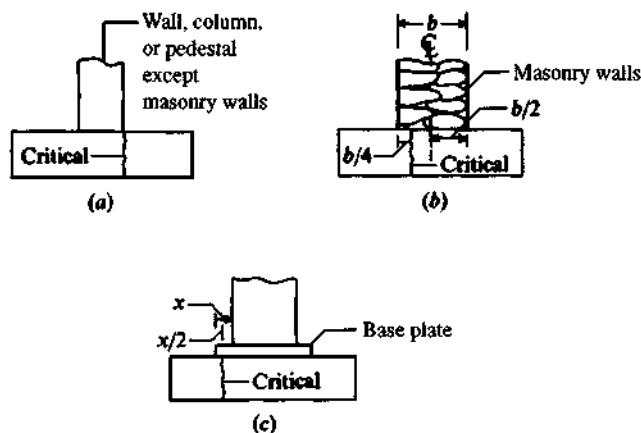 Wall, column,
or pedestal
except
masonry walls
Critical
(a)
b
℄
Masonry walls
b/2
b/4
Critical
(b)
x
x/2
Base plate
Critical
(c)